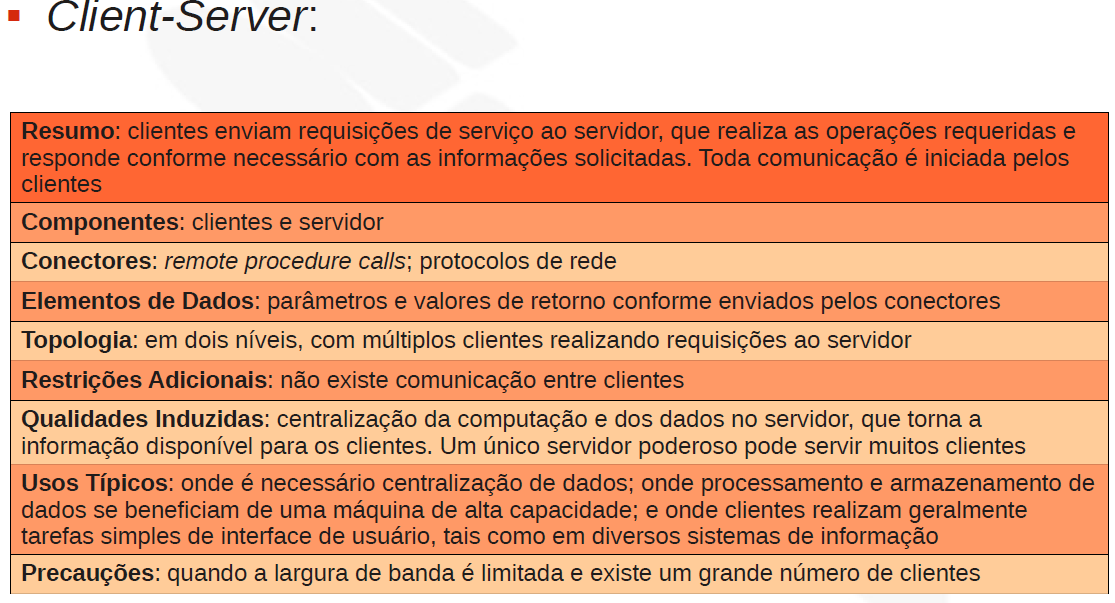 Client-Server:
Resumo: clientes enviam requisições de serviço ao servidor, que realiza as operações requeridas e
responde conforme necessário com as informações solicitadas. Toda comunicação é iniciada pelos
clientes
Componentes: clientes e servidor
Conectores: remote procedure calls; protocolos de rede
Elementos de Dados: parâmetros e valores de retorno conforme enviados pelos conectores
Topologia: em dois níveis, com múltiplos clientes realizando requisições ao servidor
Restrições Adicionais: não existe comunicação entre clientes
Qualidades Induzidas: centralização da computação e dos dados no servidor, que torna a
informação disponível para os clientes. Um único servidor poderoso pode servir muitos clientes
Usos Típicos: onde é necessário centralização de dados; onde processamento e armazenamento de
dados se beneficiam de uma máquina de alta capacidade; e onde clientes realizam geralmente
tarefas simples de interface de usuário, tais como em diversos sistemas de informação
Precauções: quando a largura de banda é limitada e existe um grande número de clientes